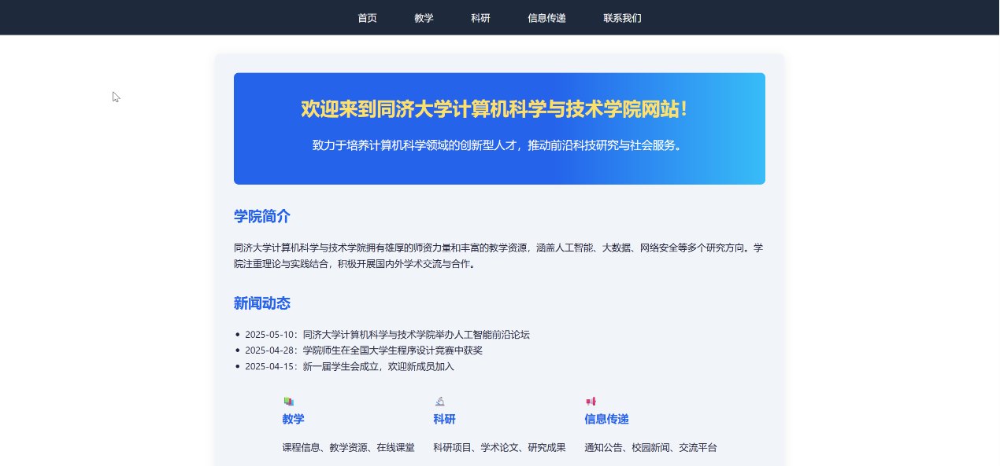 首页 教学 科研 信息传递 联系我们
欢迎来到同济大学计算机科学与技术学院网站！
致力于培养计算机科学领域的创新型人才，推动前沿科技研究与社会服务。
学院简介
同济大学计算机科学与技术学院拥有雄厚的师资力量和丰富的教学资源，涵盖人工智能、大数据、网络安全等多个研究方向。学
院注重理论与实践结合，积极开展国内外学术交流与合作。
新闻动态
2025-05-10：同济大学计算机科学与技术学院举办人工智能前沿论坛
2025-04-28：学院师生在全国大学生程序设计竞赛中获奖
2025-04-15：新一届学生会成立，欢迎新成员加入
教学 科研 信息传递
课程信息、教学资源、在线课堂 科研项目、学术论文、研究成果 通知公告、校园新闻、交流平台